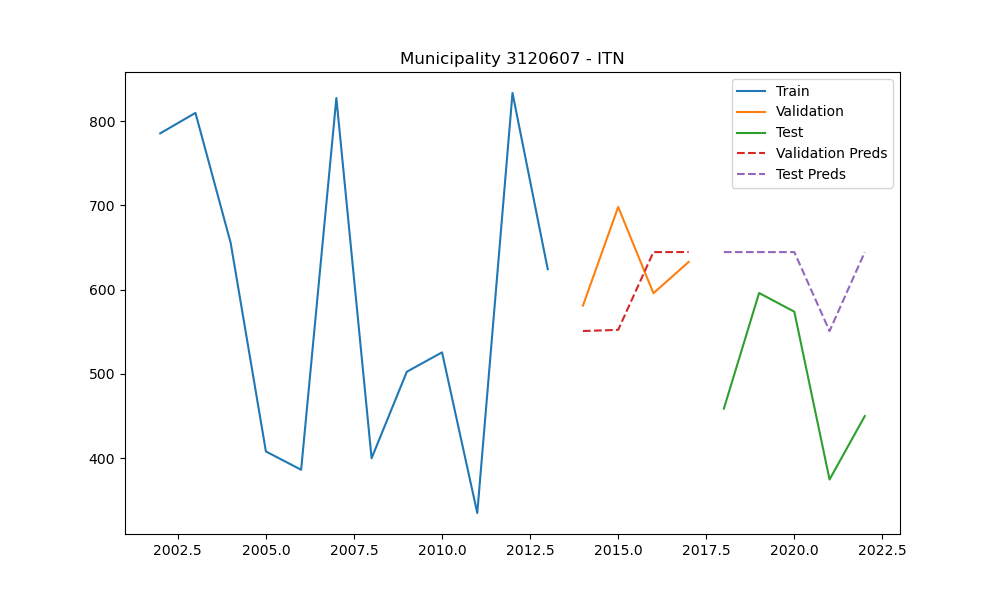 Municipality 3120607 - ITN
Train
Validation
Test
Validation Preds
Test Preds
800
700
600
500
400
2002.5 2005.0 2007.5 2010.0 2012.5 2015.0 2017.5 2020.0 2022.5